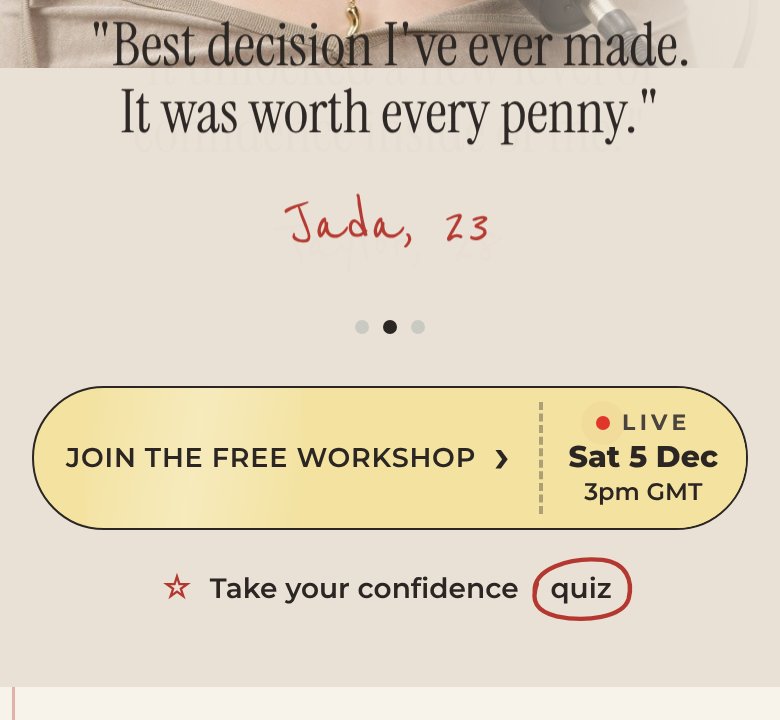 "Best decision I've ever made.
It was worth every penny."
Jada, 23
JOIN THE FREE WORKSHOP ›
LIVE
Sat 5 Dec
3pm GMT
☆ Take your confidence quiz